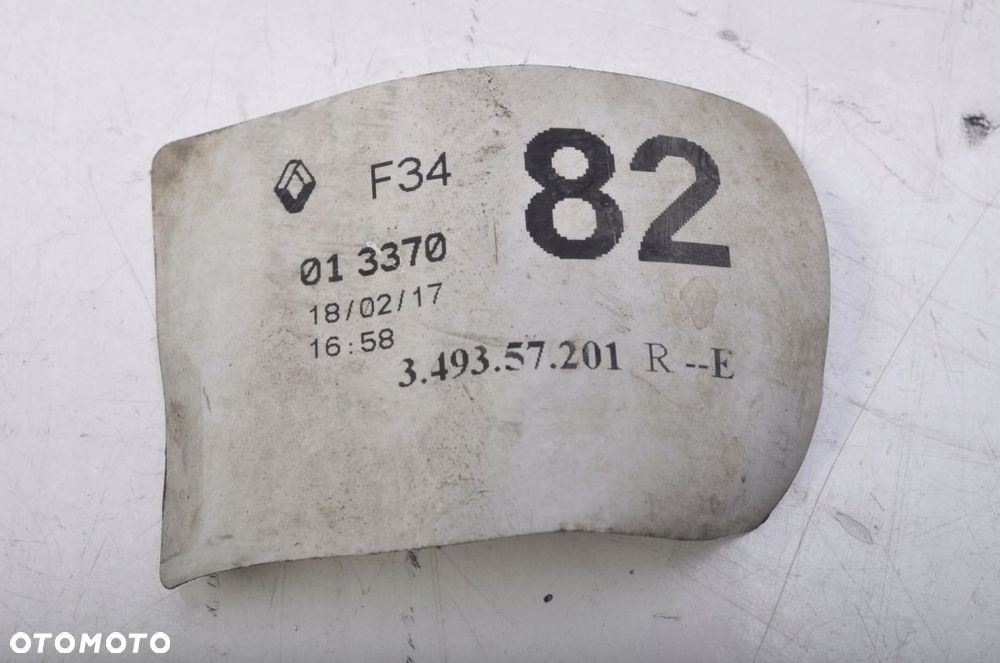 F34
82
01 3370
18/02/17
16:58
3.493.57.201 R --E
OTOMOTO